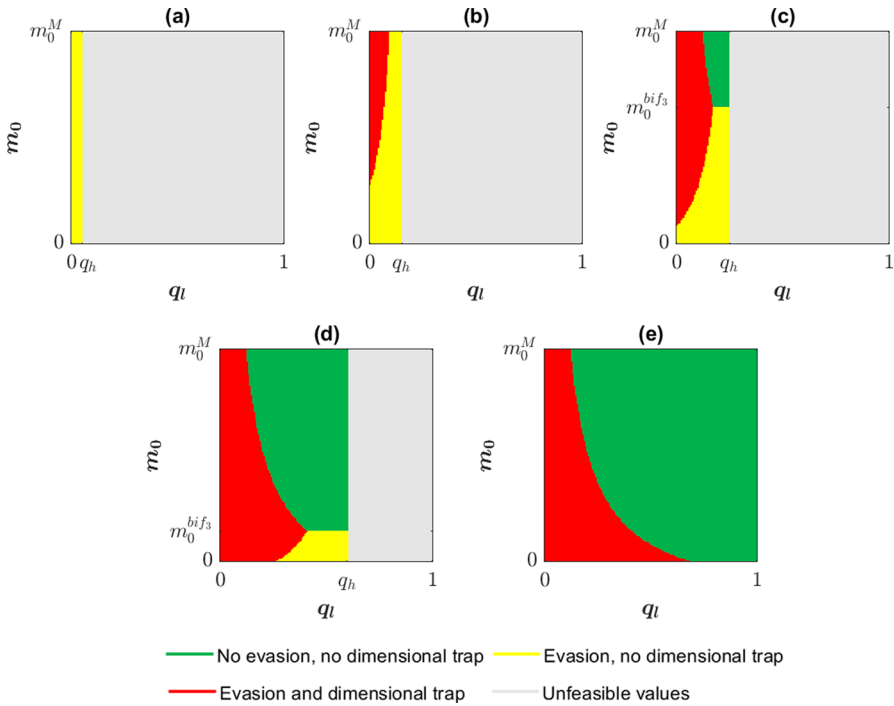 (a) (b) (c)
m_0^M m_0^M m_0^M
m_0^{bif_3}
m_0 m_0 m_0
0 0 0
0 q_h 1 0 q_h 1 0 q_h 1
q_l q_l q_l
(d) (e)
m_0^M m_0^M
m_0 m_0
m_0^{bif_3}
0 0
0 q_h 1 0 1
q_l q_l
No evasion, no dimensional trap Evasion, no dimensional trap
Evasion and dimensional trap Unfeasible values